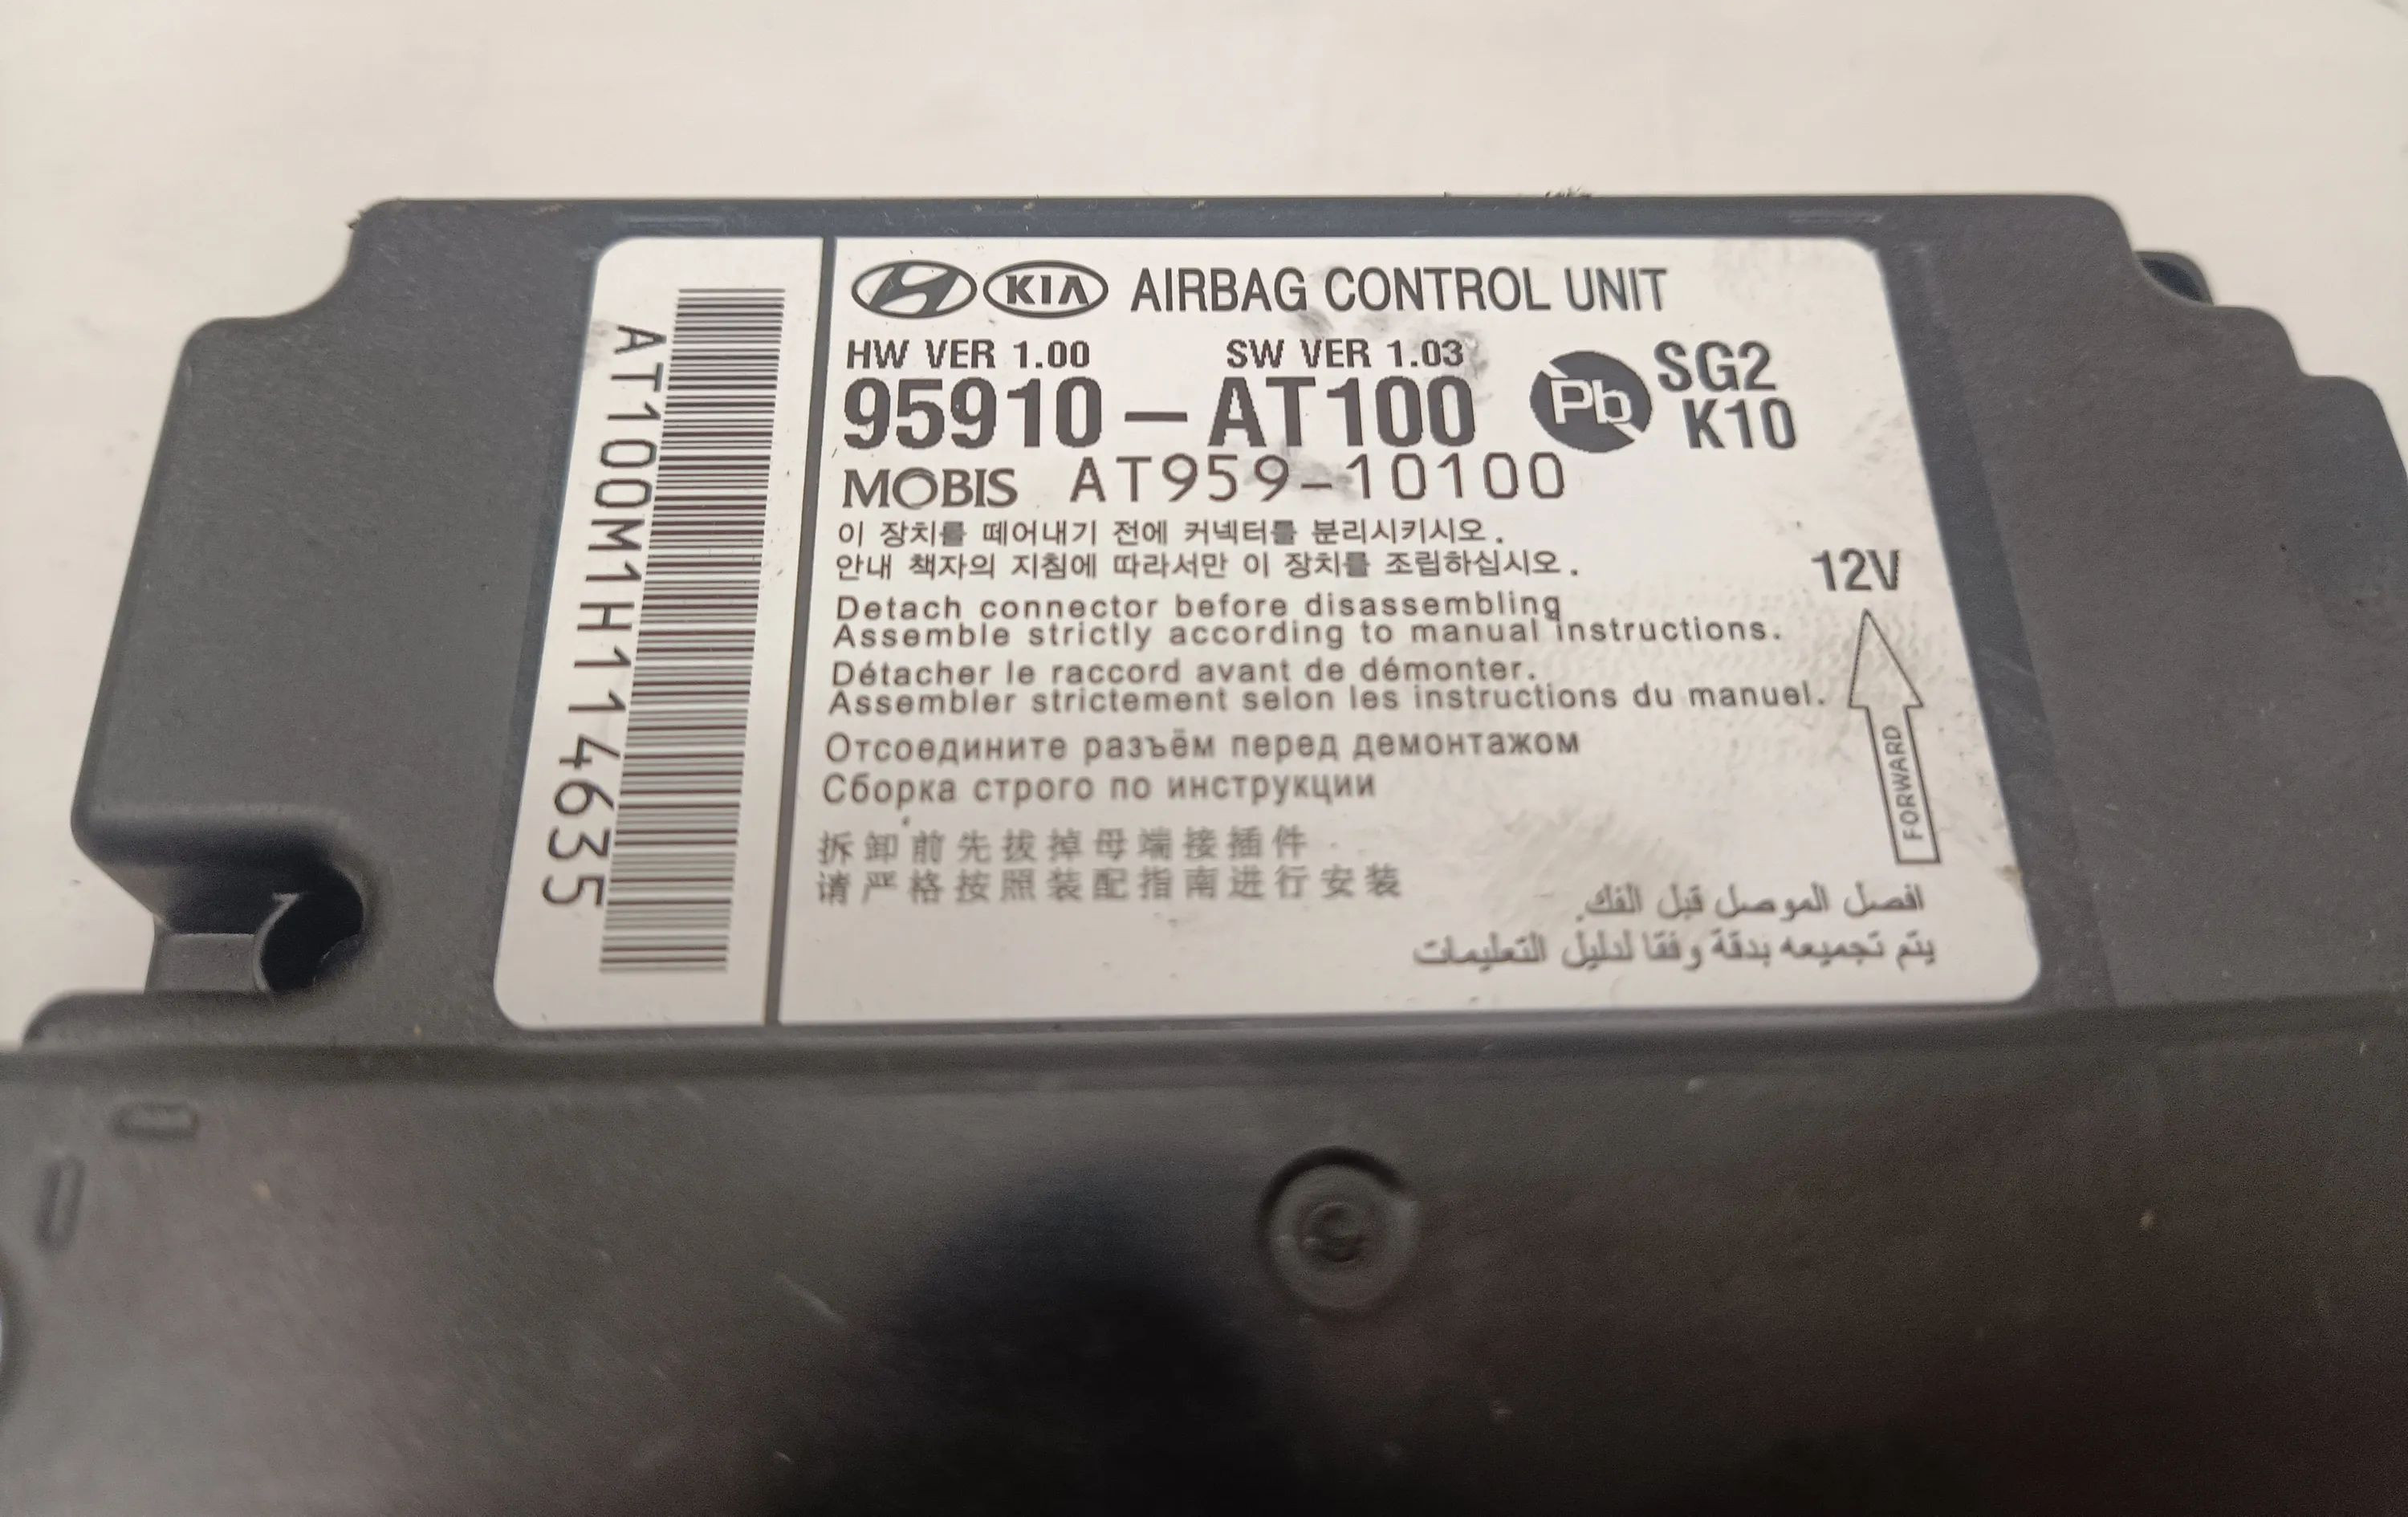 AT100M1H114635
KIA AIRBAG CONTROL UNIT
HW VER 1.00 SW VER 1.03
95910-AT100 Pb SG2 K10
MOBIS AT959-10100
이 장치를 떼어내기 전에 커넥터를 분리시키시오.
안내 책자의 지침에 따라서만 이 장치를 조립하십시오.
12V
Detach connector before disassembling
Assemble strictly according to manual instructions.
Détacher le raccord avant de démonter.
Assembler strictement selon les instructions du manuel.
FORWARD
Отсоедините разъём перед демонтажом
Сборка строго по инструкции
拆卸前先拔掉母端接插件
请严格按照装配指南进行安装
افصل الموصل قبل الفك.
يتم تجميعه بدقة وفقا لدليل التعليمات